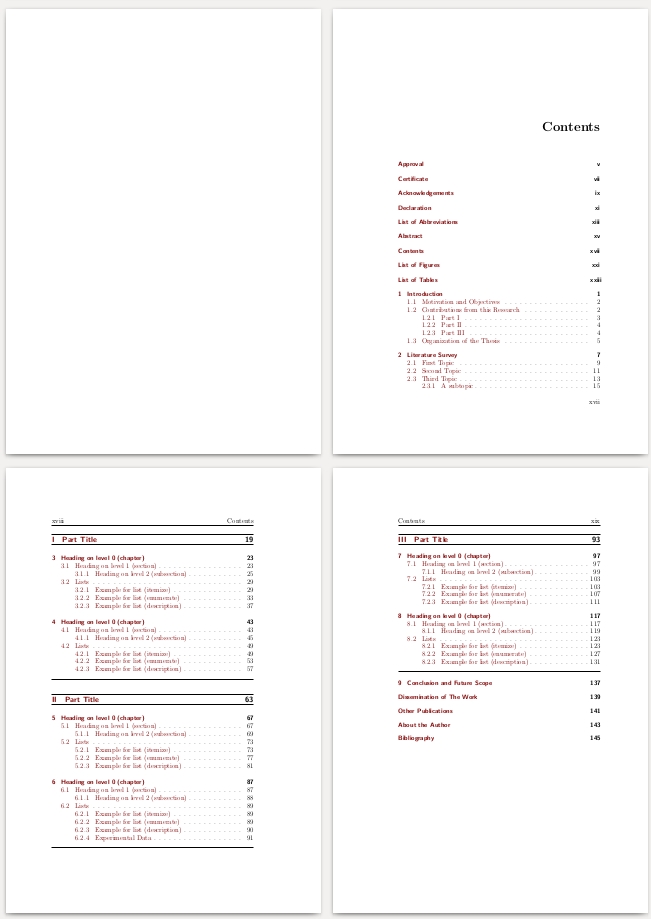 Contents
Approval v
Certificate vii
Acknowledgements ix
Declaration xi
List of Abbreviations xiii
Abstract xv
Contents xvii
List of Figures xxi
List of Tables xxiii
1 Introduction 1
1.1 Motivation and Objectives 2
1.2 Contributions from this Research 2
1.2.1 Part I 3
1.2.2 Part II 4
1.2.3 Part III 4
1.3 Organization of the Thesis 5
2 Literature Survey 7
2.1 First Topic 9
2.2 Second Topic 11
2.3 Third Topic 13
2.3.1 A subtopic 15
xvii
xviii Contents
I Part Title 19
3 Heading on level 0 (chapter) 23
3.1 Heading on level 1 (section) 23
3.1.1 Heading on level 2 (subsection) 25
3.2 Lists 29
3.2.1 Example for list (itemize) 29
3.2.2 Example for list (enumerate) 33
3.2.3 Example for list (description) 37
4 Heading on level 0 (chapter) 43
4.1 Heading on level 1 (section) 43
4.1.1 Heading on level 2 (subsection) 45
4.2 Lists 49
4.2.1 Example for list (itemize) 49
4.2.2 Example for list (enumerate) 53
4.2.3 Example for list (description) 57
II Part Title 63
5 Heading on level 0 (chapter) 67
5.1 Heading on level 1 (section) 67
5.1.1 Heading on level 2 (subsection) 69
5.2 Lists 73
5.2.1 Example for list (itemize) 73
5.2.2 Example for list (enumerate) 77
5.2.3 Example for list (description) 81
6 Heading on level 0 (chapter) 87
6.1 Heading on level 1 (section) 87
6.1.1 Heading on level 2 (subsection) 88
6.2 Lists 89
6.2.1 Example for list (itemize) 89
6.2.2 Example for list (enumerate) 89
6.2.3 Example for list (description) 90
6.2.4 Experimental Data 91
Contents xix
III Part Title 93
7 Heading on level 0 (chapter) 97
7.1 Heading on level 1 (section) 97
7.1.1 Heading on level 2 (subsection) 99
7.2 Lists 103
7.2.1 Example for list (itemize) 103
7.2.2 Example for list (enumerate) 107
7.2.3 Example for list (description) 111
8 Heading on level 0 (chapter) 117
8.1 Heading on level 1 (section) 117
8.1.1 Heading on level 2 (subsection) 119
8.2 Lists 123
8.2.1 Example for list (itemize) 123
8.2.2 Example for list (enumerate) 127
8.2.3 Example for list (description) 131
9 Conclusion and Future Scope 137
Dissemination of The Work 139
Other Publications 141
About the Author 143
Bibliography 145